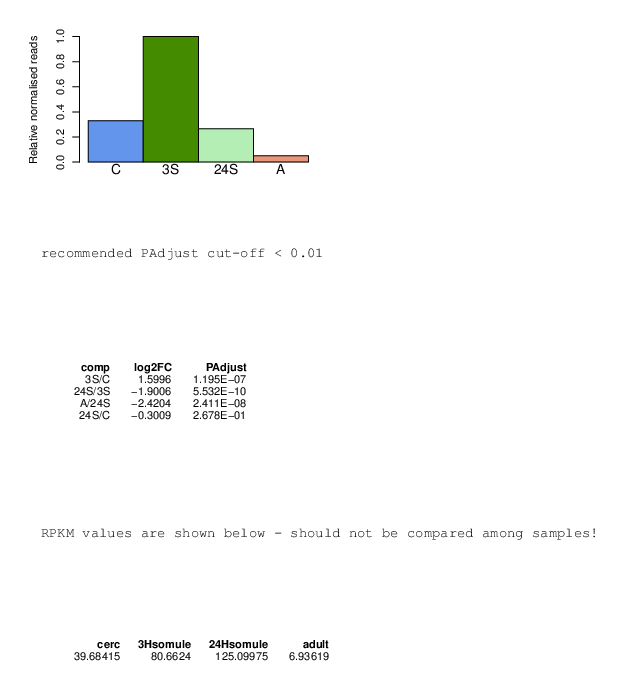 Relative normalised reads
1.0
0.8
0.6
0.4
0.2
0.0
C 3S 24S A
recommended PAdjust cut-off < 0.01
comp log2FC PAdjust
3S/C 1.5996 1.195E−07
24S/3S −1.9006 5.532E−10
A/24S −2.4204 2.411E−08
24S/C −0.3009 2.678E−01
RPKM values are shown below - should not be compared among samples!
cerc 3Hsomule 24Hsomule adult
39.68415 80.6624 125.09975 6.93619